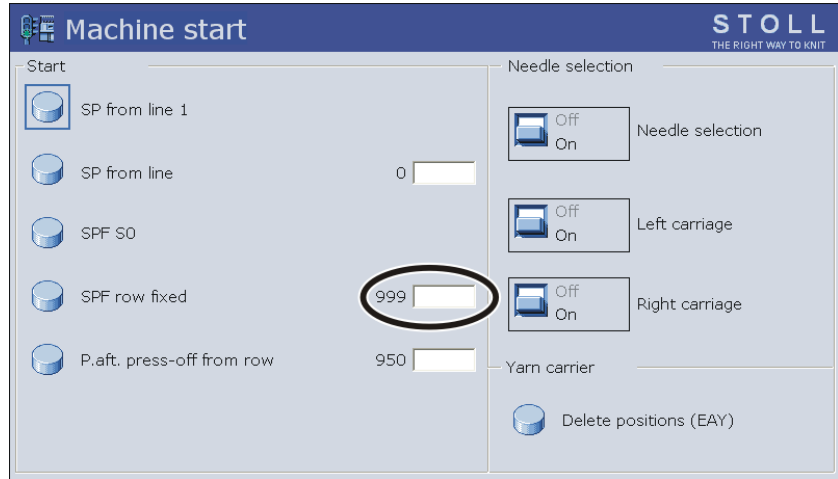 Machine start
STOLL
THE RIGHT WAY TO KNIT
Start
SP from line 1
SP from line 0
SPF S0
SPF row fixed 999
P.aft. press-off from row 950
Needle selection
Off
On
Needle selection
Off
On
Left carriage
Off
On
Right carriage
Yarn carrier
Delete positions (EAY)